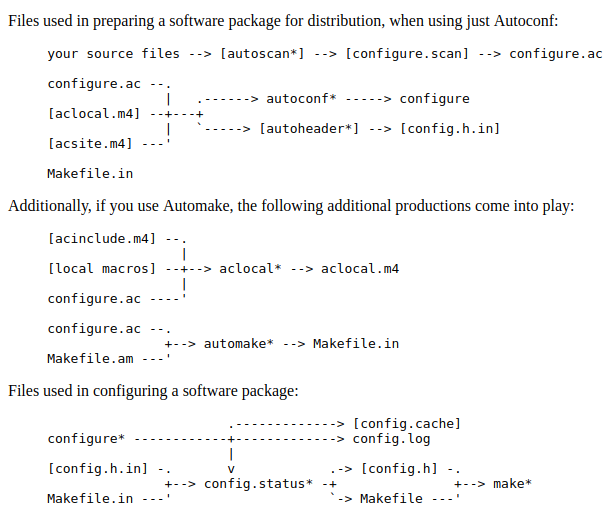 Files used in preparing a software package for distribution, when using just Autoconf:
your source files --> [autoscan*] --> [configure.scan] --> configure.ac
configure.ac --.
               |   .------> autoconf* -----> configure
[aclocal.m4] --+---+
               |   `-----> [autoheader*] --> [config.h.in]
[acsite.m4] ---'
Makefile.in
Additionally, if you use Automake, the following additional productions come into play:
[acinclude.m4] --.
                 |
[local macros] --+--> aclocal* --> aclocal.m4
                 |
configure.ac ----'
configure.ac --.
               +--> automake* --> Makefile.in
Makefile.am ---'
Files used in configuring a software package:
                       .-------------> [config.cache]
configure* ------------+-------------> config.log
                       |
[config.h.in] -.       v            .-> [config.h] -.
               +--> config.status* -+               +--> make*
Makefile.in ---'                    `-> Makefile ---'